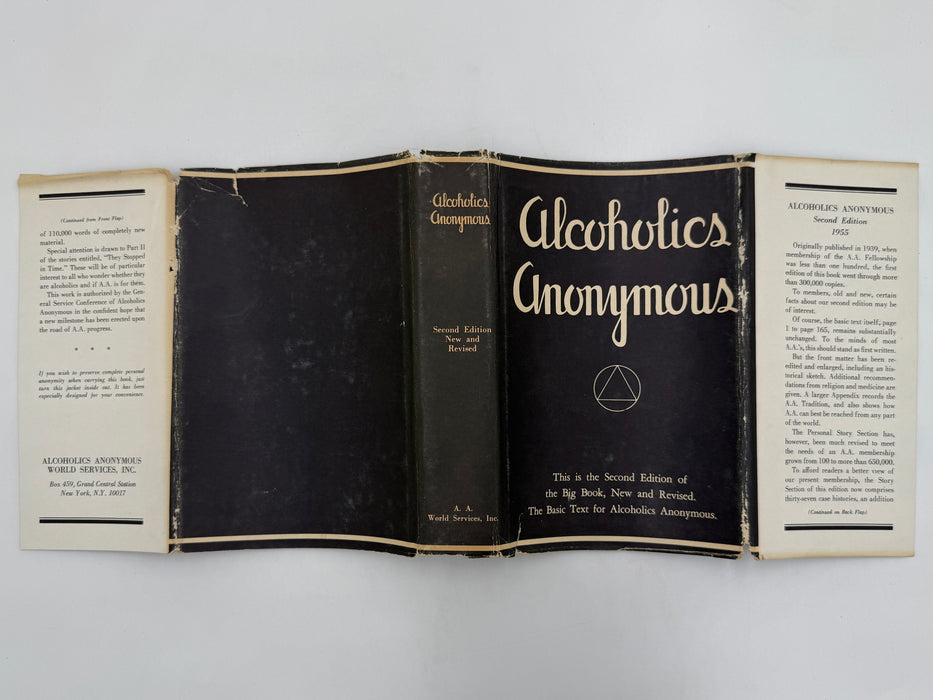 (Continued from Front Flap)
of 110,000 words of completely new
material.
Special attention is drawn to Part II
of the stories entitled, "They Stopped
in Time." These will be of particular
interest to all who wonder whether they
are alcoholics and if A.A. is for them.
This work is authorized by the Gen-
eral Service Conference of Alcoholics
Anonymous in the confident hope that
a new milestone has been erected upon
the road of A.A. progress.
* * *
If you wish to preserve complete personal
anonymity when carrying this book, just
turn this jacket inside out. It has been
especially designed for your convenience.
ALCOHOLICS ANONYMOUS
WORLD SERVICES, INC.
Box 459, Grand Central Station
New York, N.Y. 10017
Alcoholics
Anonymous
Second Edition
New and
Revised
A. A.
World Services, Inc.
Alcoholics
Anonymous
This is the Second Edition of
the Big Book, New and Revised.
The Basic Text for Alcoholics Anonymous.
ALCOHOLICS ANONYMOUS
Second Edition
1955
Originally published in 1939, when
membership of the A.A. Fellowship
was less than one hundred, the first
edition of this book went through more
than 300,000 copies.
To members, old and new, certain
facts about our second edition may be
of interest.
Of course, the basic text itself, page
1 to page 165, remains substantially
unchanged. To the minds of most
A.A.'s, this should stand as first written.
But the front matter has been re-
edited and enlarged, including an his-
torical sketch. Additional recommen-
dations from religion and medicine are
given. A larger Appendix records the
A.A. Tradition, and also shows how
A.A. can best be reached from any part
of the world.
The Personal Story Section has,
however, been much revised to meet
the needs of an A.A. membership
grown from 100 to more than 650,000.
To afford readers a better view of
our present membership, the Story
Section of this edition now comprises
thirty-seven case histories, an addition
(Continued on Back Flap)